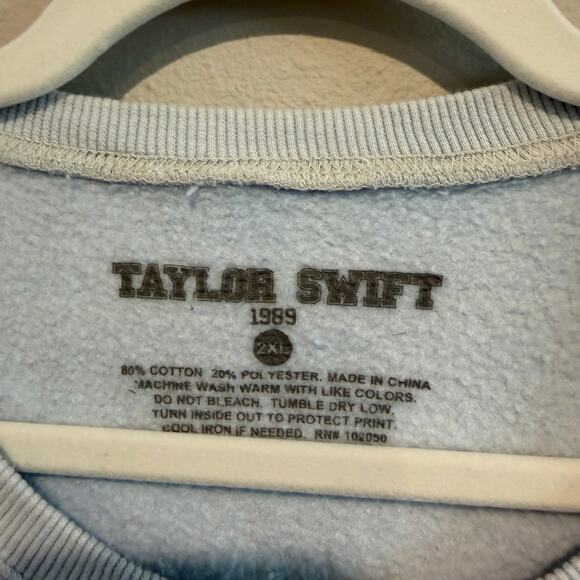 TAYLOR SWIFT
1989
2XL
80% COTTON 20% POLYESTER. MADE IN CHINA
MACHINE WASH WARM WITH LIKE COLORS.
DO NOT BLEACH. TUMBLE DRY LOW.
TURN INSIDE OUT TO PROTECT PRINT.
COOL IRON IF NEEDED. RN# 102050